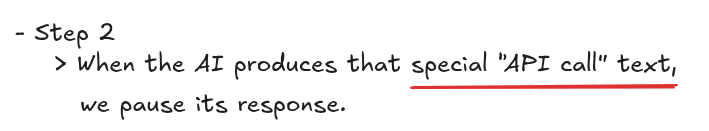 - Step 2
> When the AI produces that special "API call" text,
we pause its response.